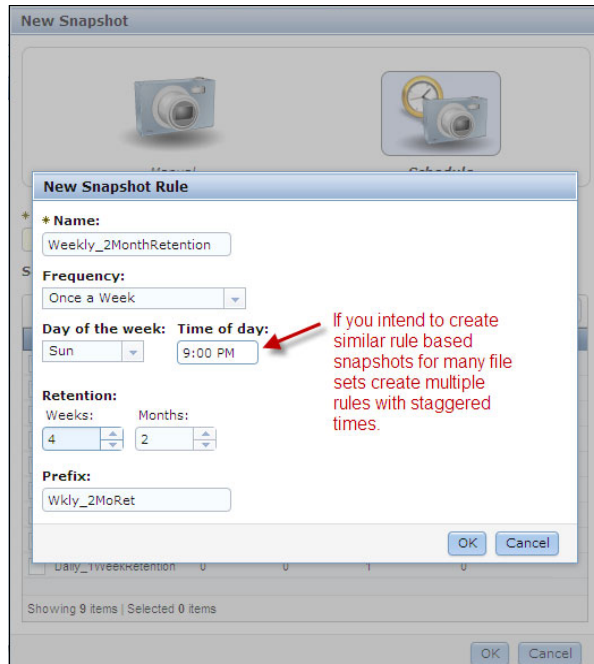 New Snapshot
Manual
Schedule
New Snapshot Rule
* Name:
Weekly_2MonthRetention
Frequency:
Once a Week
Day of the week: Time of day:
Sun
9:00 PM
If you intend to create
similar rule based
snapshots for many file
sets create multiple
rules with staggered
times.
Retention:
Weeks: Months:
4
2
Prefix:
Wkly_2MoRet
OK Cancel
Daily_1WeekRetention 0 0 1 0
Showing 9 items | Selected 0 items
OK Cancel